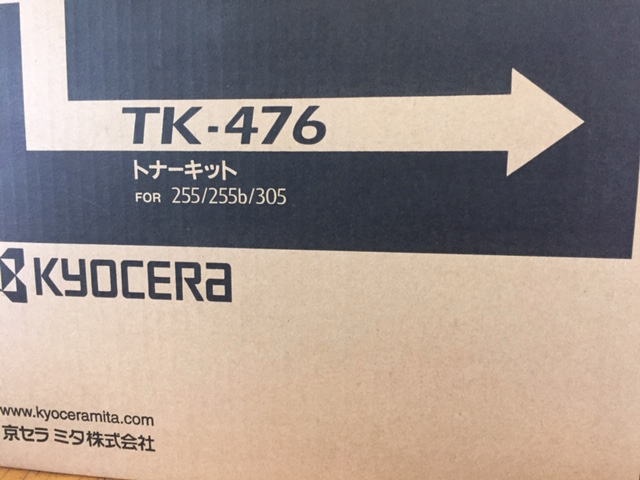 TK-476
トナーキット
FOR 255/255b/305
KYOCERA
www.kyoceramita.com
京セラ ミタ株式会社